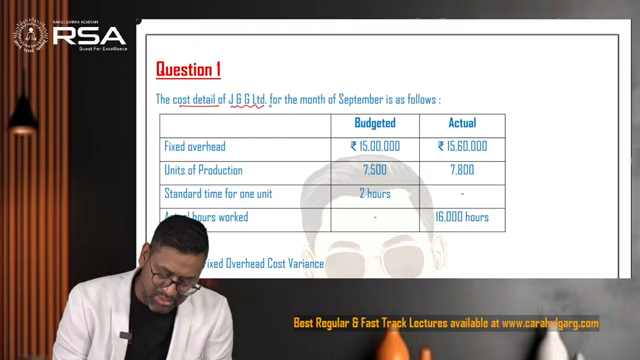 RAHUL GARG ACADEMY
RSA
Quest For Excellence
Question 1
The cost detail of J & G Ltd. for the month of September is as follows :
Budgeted Actual
Fixed overhead ₹ 15,00,000 ₹ 15,60,000
Units of Production 7,500 7,800
Standard time for one unit 2 hours -
Actual hours worked - 16,000 hours
Fixed Overhead Cost Variance
Best Regular & Fast Track Lectures available at www.carahulgarg.com